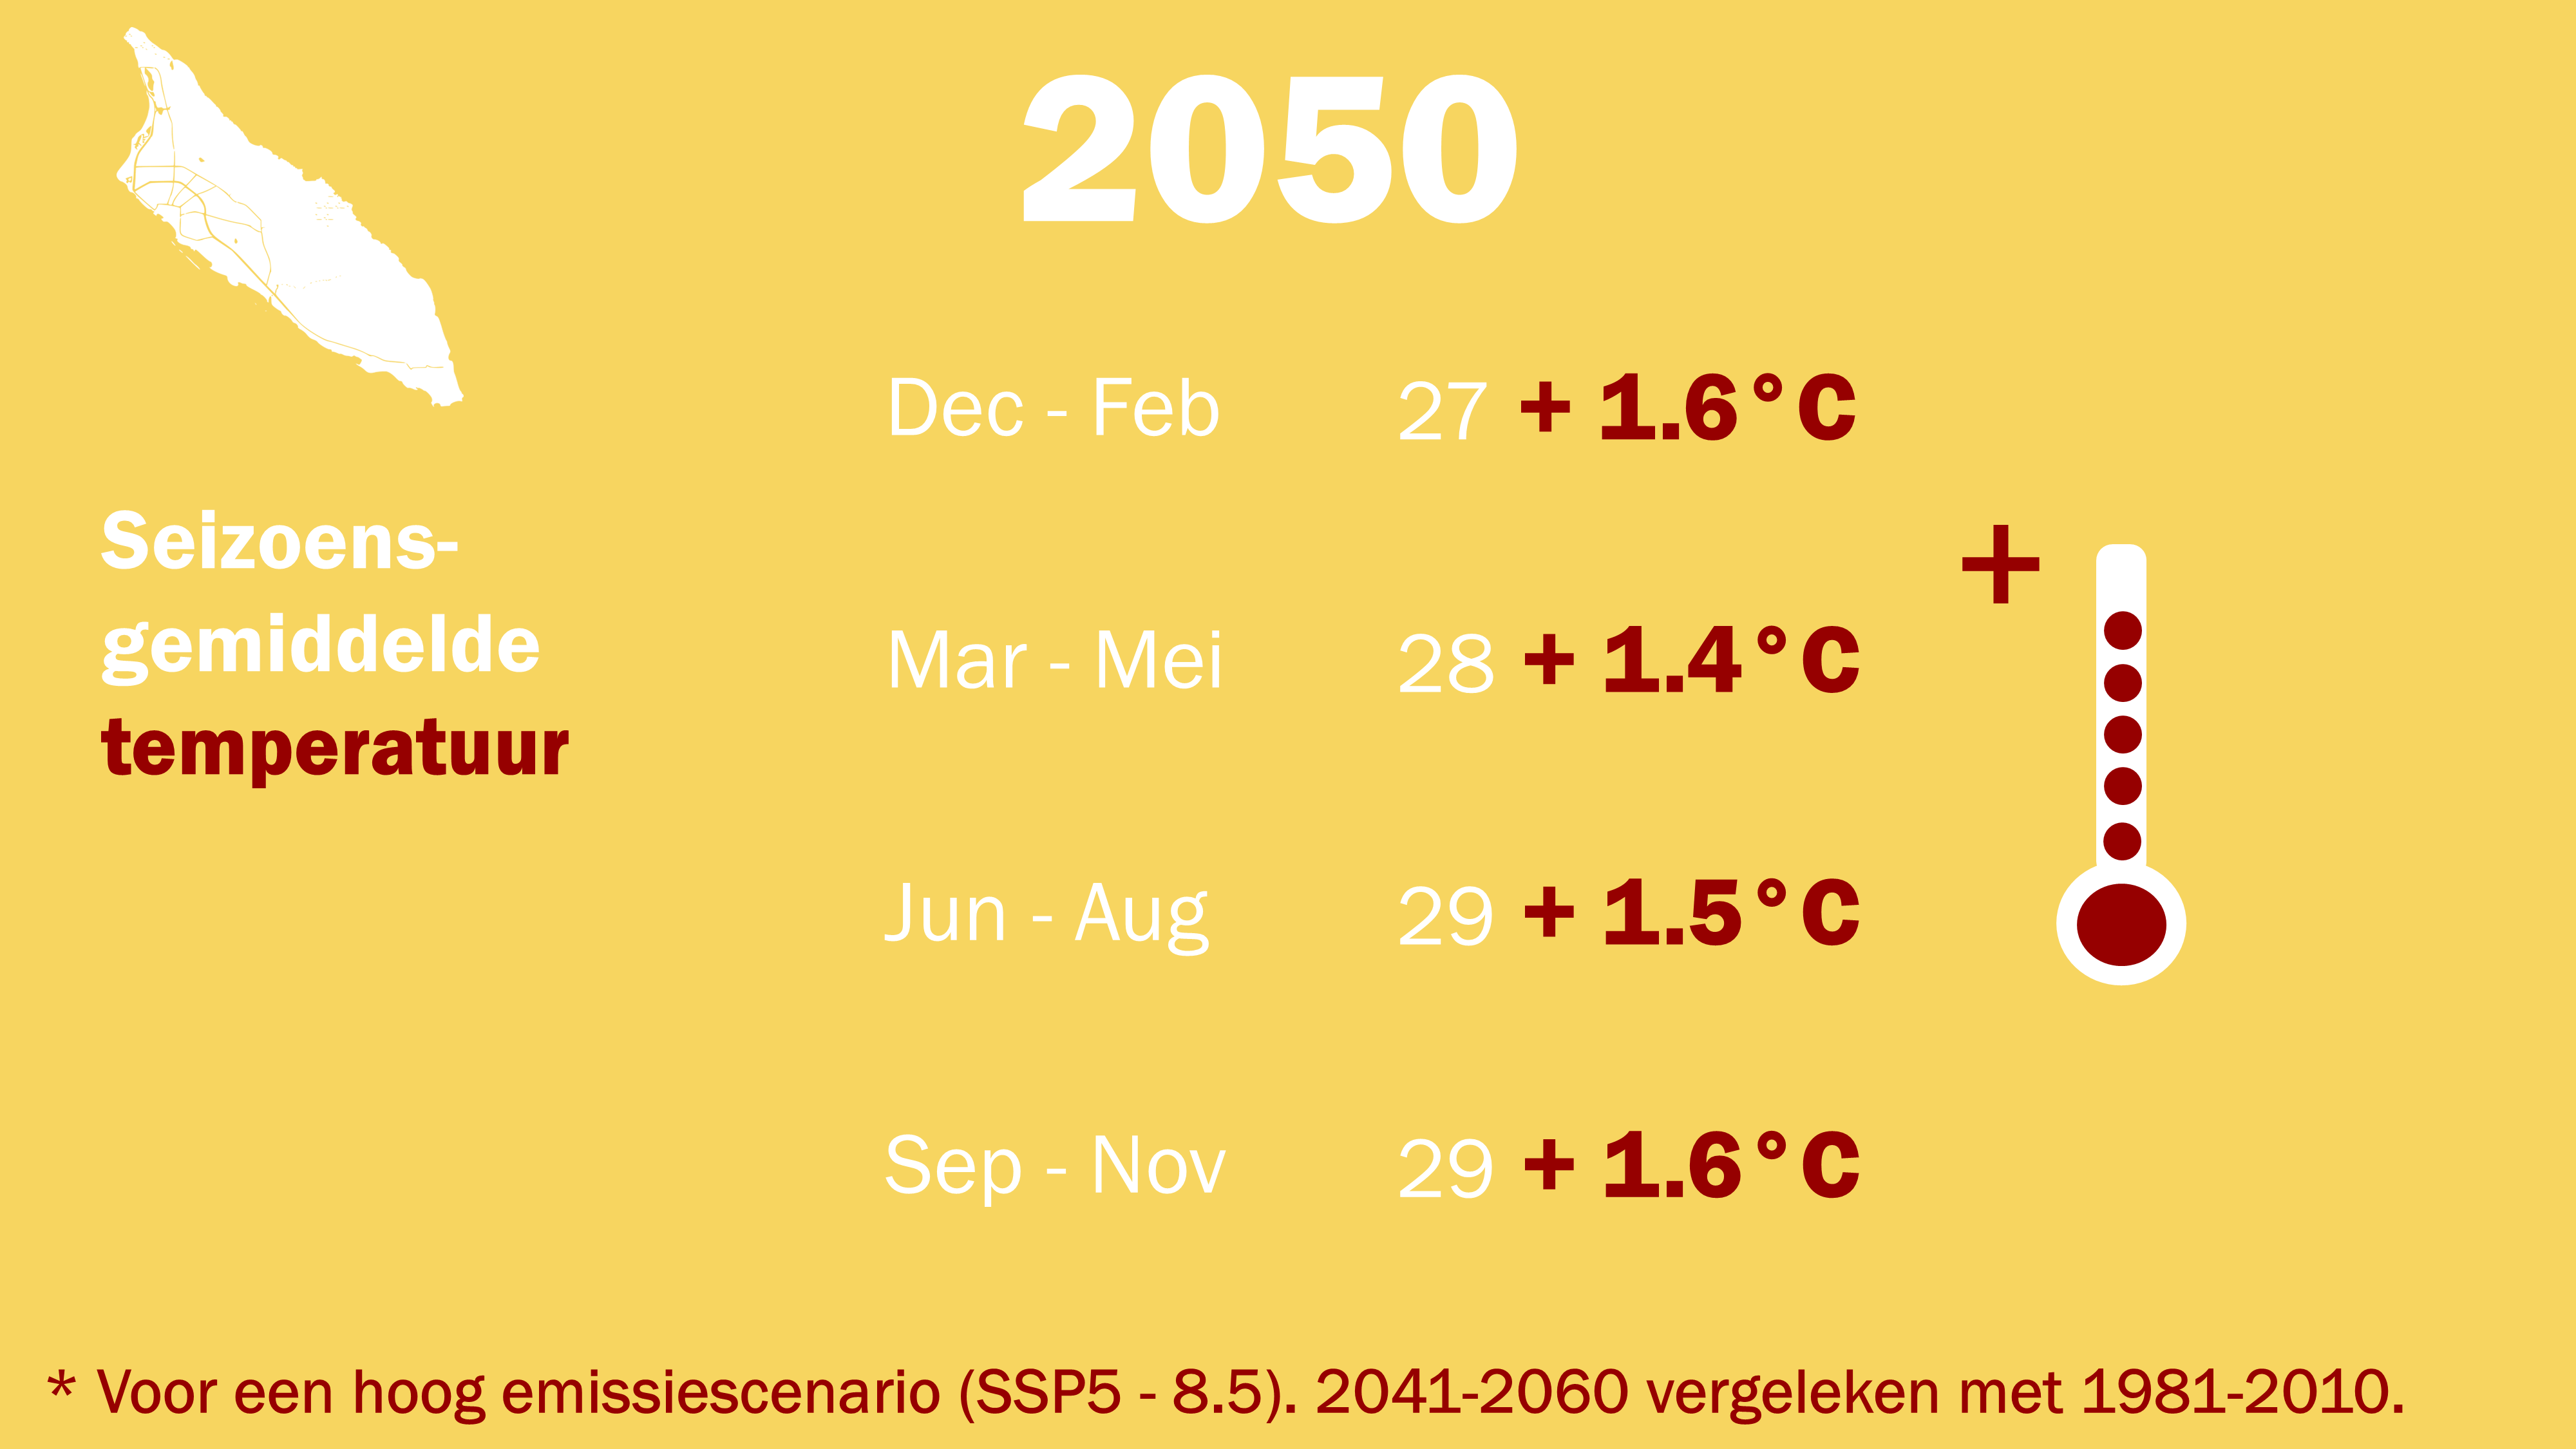 2050
Seizoens-
gemiddelde
temperatuur
Dec - Feb 27 + 1.6°C
Mar - Mei 28 + 1.4°C
Jun - Aug 29 + 1.5°C
Sep - Nov 29 + 1.6°C
+
* Voor een hoog emissiescenario (SSP5 - 8.5). 2041-2060 vergeleken met 1981-2010.